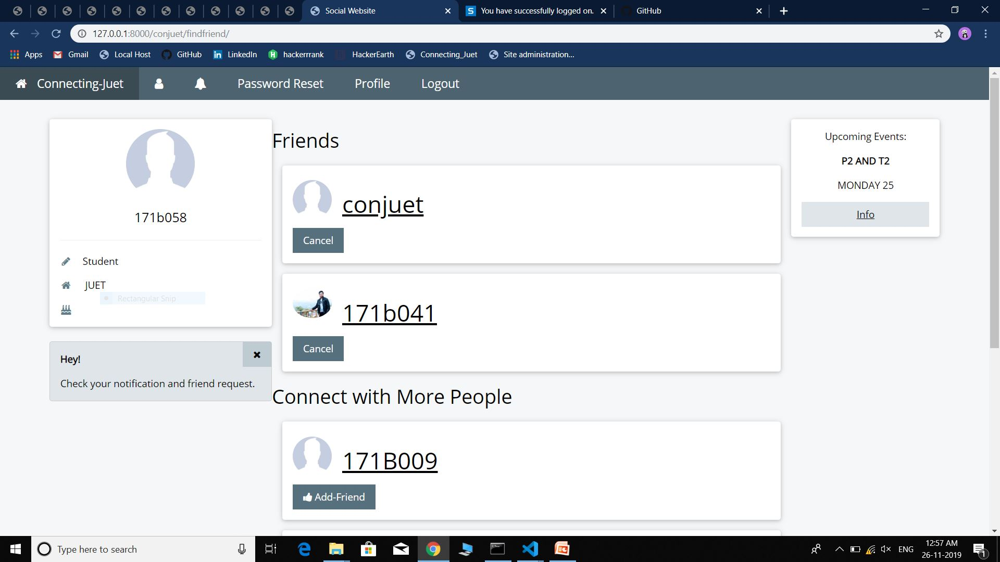 Social Website
You have successfully logged on.
GitHub
127.0.0.1:8000/conjuet/findfriend/
Apps
Gmail
Local Host
GitHub
LinkedIn
hackerrrank
HackerEarth
Connecting_Juet
Site administration...
Connecting-Juet
Password Reset
Profile
Logout
171b058
Student
JUET
Rectangular Snip
Hey!
Check your notification and friend request.
Friends
conjuet
Cancel
171b041
Cancel
Connect with More People
171B009
Add-Friend
Upcoming Events:
P2 AND T2
MONDAY 25
Info
Type here to search
ENG
12:57 AM
26-11-2019
1